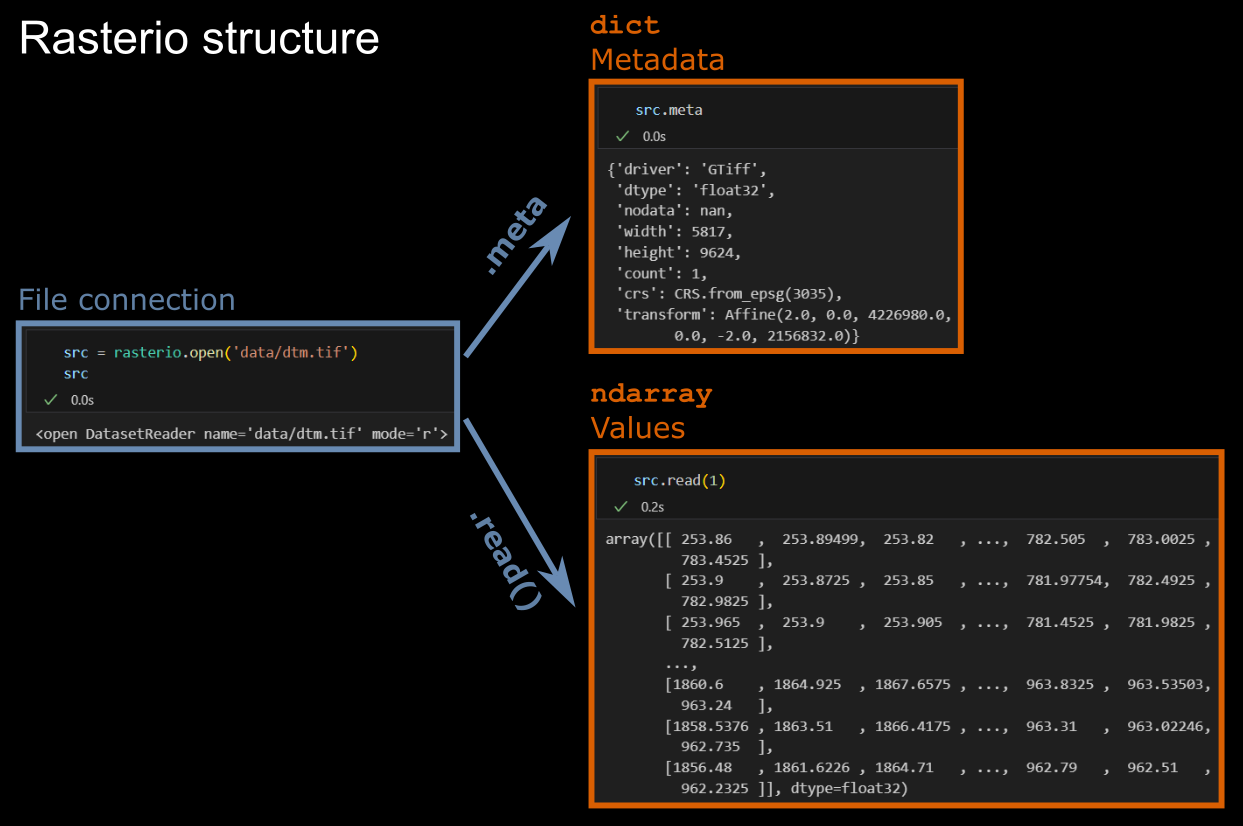 Rasterio structure
dict
Metadata
src.meta
0.0s
{'driver': 'GTiff',
'dtype': 'float32',
'nodata': nan,
'width': 5817,
'height': 9624,
'count': 1,
'crs': CRS.from_epsg(3035),
'transform': Affine(2.0, 0.0, 4226980.0,
0.0, -2.0, 2156832.0)}
.meta
File connection
src = rasterio.open('data/dtm.tif')
src
0.0s
<open DatasetReader name='data/dtm.tif' mode='r'>
.read()
ndarray
Values
src.read(1)
0.2s
array([[ 253.86   , 253.89499, 253.82   , ..., 782.505  , 783.0025 ,
783.4525 ],
[ 253.9    , 253.8725 , 253.85   , ..., 781.97754, 782.4925 ,
782.9825 ],
[ 253.965  , 253.9    , 253.905  , ..., 781.4525 , 781.9825 ,
782.5125 ],
...,
[1860.6    , 1864.925  , 1867.6575 , ..., 963.8325 , 963.53503,
963.24   ],
[1858.5376 , 1863.51   , 1866.4175 , ..., 963.31   , 963.02246,
962.735  ],
[1856.48   , 1861.6226 , 1864.71   , ..., 962.79   , 962.51   ,
962.2325 ]], dtype=float32)